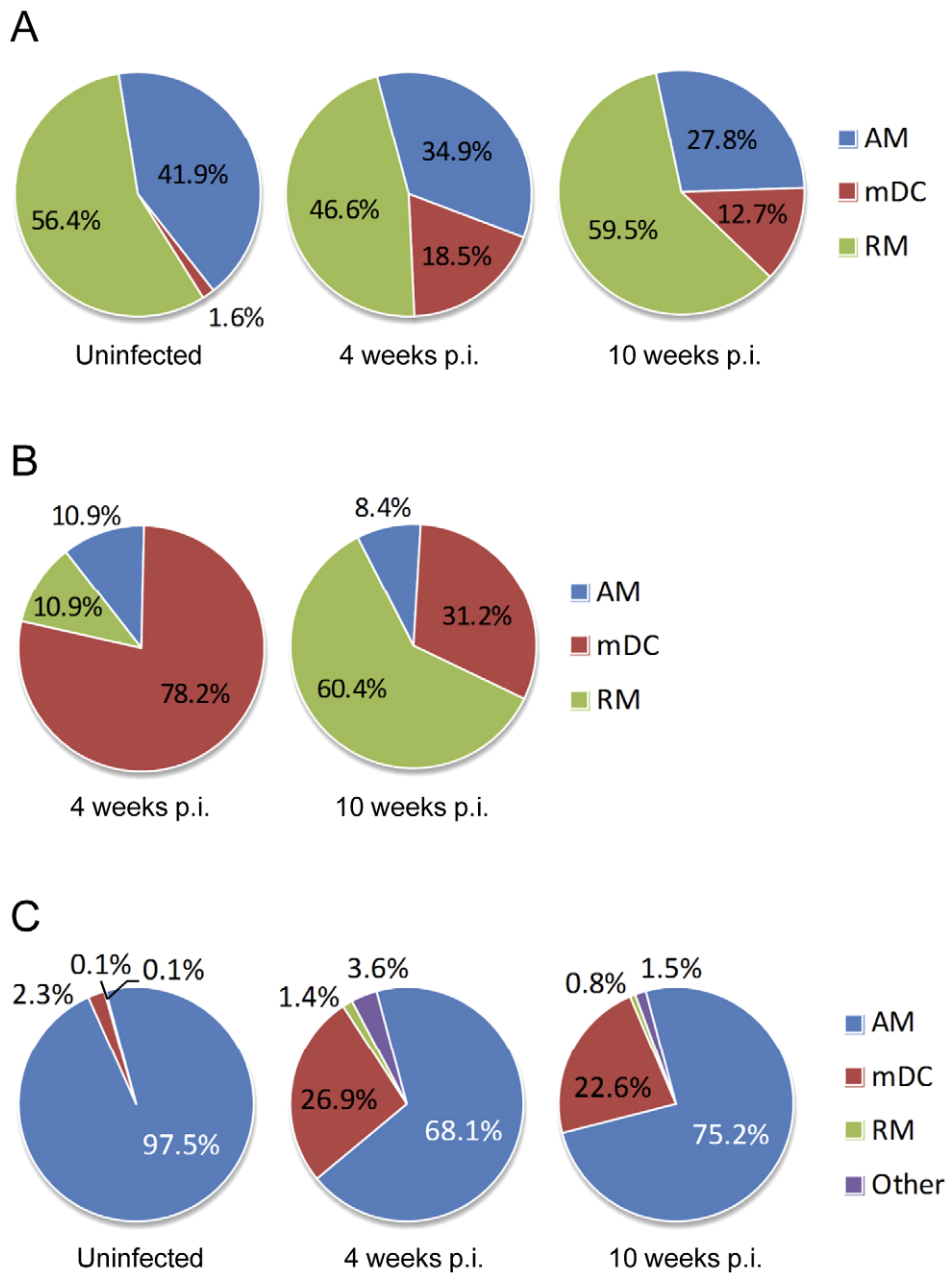 A
41.9%
56.4%
1.6%
Uninfected
34.9%
46.6%
18.5%
4 weeks p.i.
27.8%
12.7%
59.5%
10 weeks p.i.
AM
mDC
RM
B
10.9%
10.9%
78.2%
4 weeks p.i.
8.4%
31.2%
60.4%
10 weeks p.i.
AM
mDC
RM
C
2.3%
0.1%
0.1%
97.5%
Uninfected
3.6%
1.4%
26.9%
68.1%
4 weeks p.i.
1.5%
0.8%
22.6%
75.2%
10 weeks p.i.
AM
mDC
RM
Other